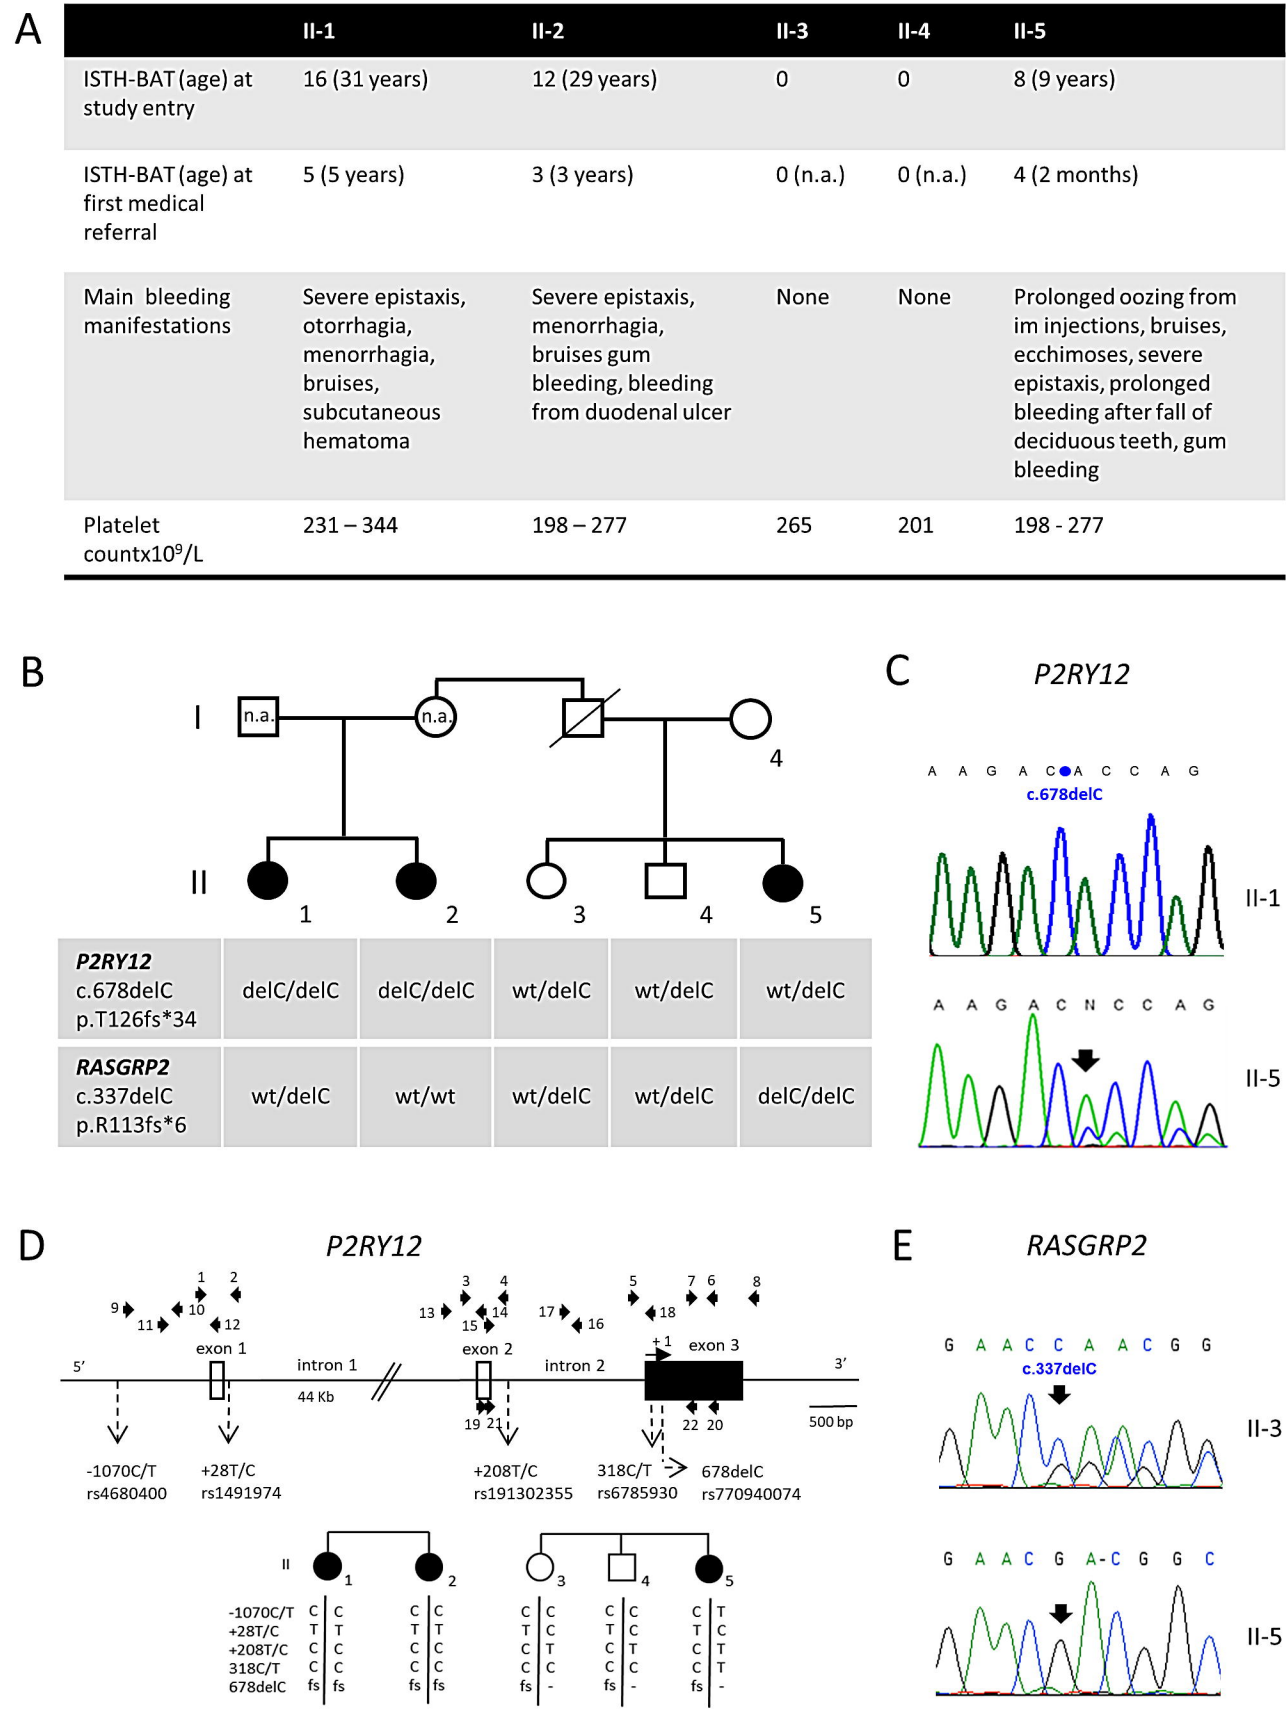 A
II-1 II-2 II-3 II-4 II-5
ISTH-BAT (age) at study entry 16 (31 years) 12 (29 years) 0 0 8 (9 years)
ISTH-BAT (age) at first medical referral 5 (5 years) 3 (3 years) 0 (n.a.) 0 (n.a.) 4 (2 months)
Main bleeding manifestations
Severe epistaxis,
otorrhagia,
menorrhagia,
bruises,
subcutaneous
hematoma
Severe epistaxis,
menorrhagia,
bruises gum
bleeding, bleeding
from duodenal ulcer
None
None
Prolonged oozing from
im injections, bruises,
ecchimoses, severe
epistaxis, prolonged
bleeding after fall of
deciduous teeth, gum
bleeding
Platelet countx10⁹/L 231 – 344 198 – 277 265 201 198 - 277
B
I
n.a. n.a.
4
II
1 2 3 4 5
P2RY12 c.678delC p.T126fs*34 delC/delC delC/delC wt/delC wt/delC wt/delC
RASGRP2 c.337delC p.R113fs*6 wt/delC wt/wt wt/delC wt/delC delC/delC
C
P2RY12
A A G A C A C C A G
c.678delC
II-1
A A G A C N C C A G
II-5
D
P2RY12
1 2 3 4 5 7 6 8
9 10 13 14 17 18
11 12 15 16
+1
exon 1 exon 2 exon 3
5' intron 1 intron 2 3'
44 Kb
500 bp
19 21 22 20
-1070C/T +28T/C +208T/C 318C/T 678delC
rs4680400 rs1491974 rs191302355 rs6785930 rs770940074
II
1 2 3 4 5
-1070C/T C C C C C C C C C T
+28T/C T T T T T C T C T C
+208T/C C C C C C T C T C T
318C/T C C C C C C C C C T
678delC fs fs fs fs fs - fs - fs -
E
RASGRP2
G A A C C A A C G G
c.337delC
II-3
G A A C G A - C G G C
II-5